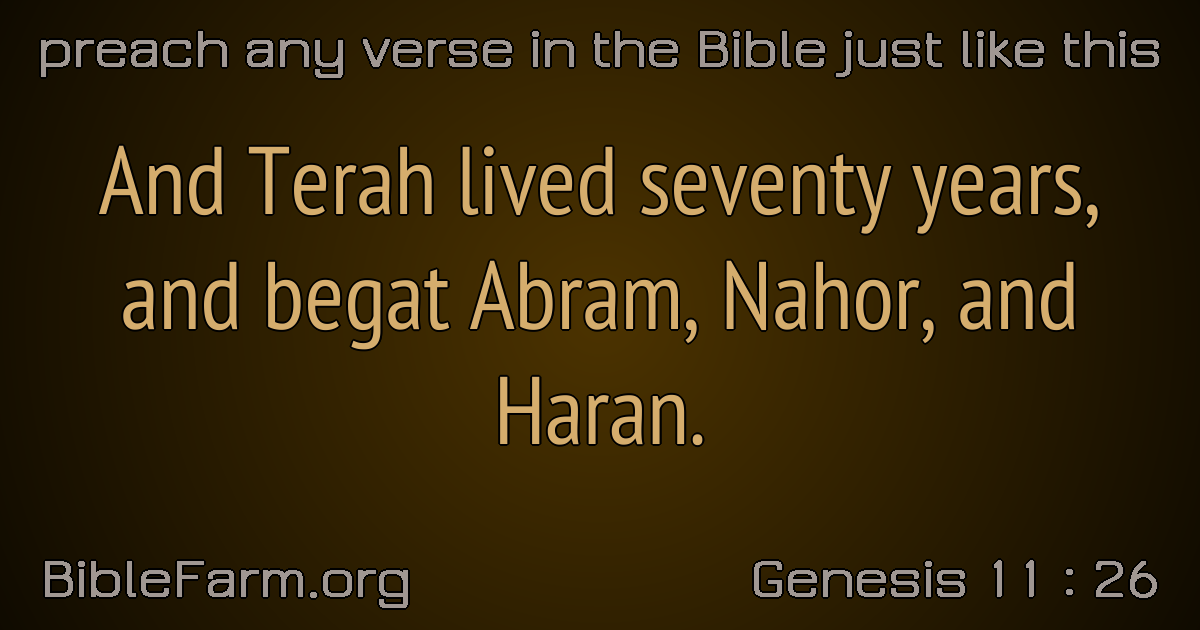 preach any verse in the Bible just like this
And Terah lived seventy years,
and begat Abram, Nahor, and
Haran.
BibleFarm.org
Genesis 11 : 26